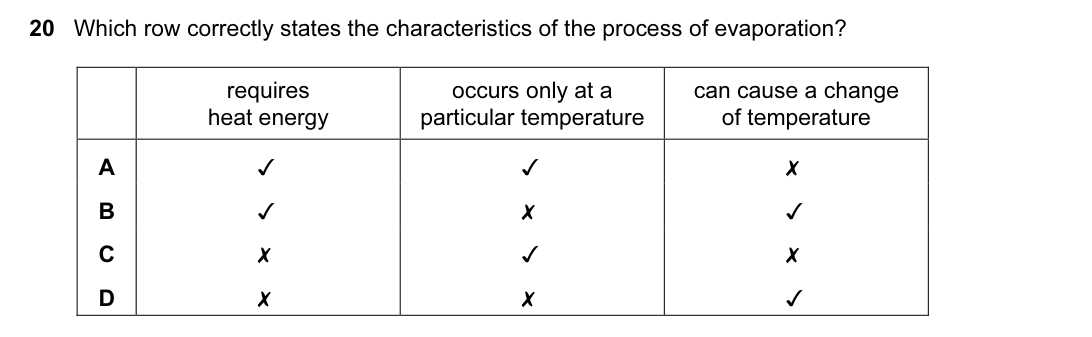 20 Which row correctly states the characteristics of the process of evaporation?
requires heat energy occurs only at a particular temperature can cause a change of temperature
A ✓ ✓ ✗
B ✓ ✗ ✓
C ✗ ✓ ✗
D ✗ ✗ ✓